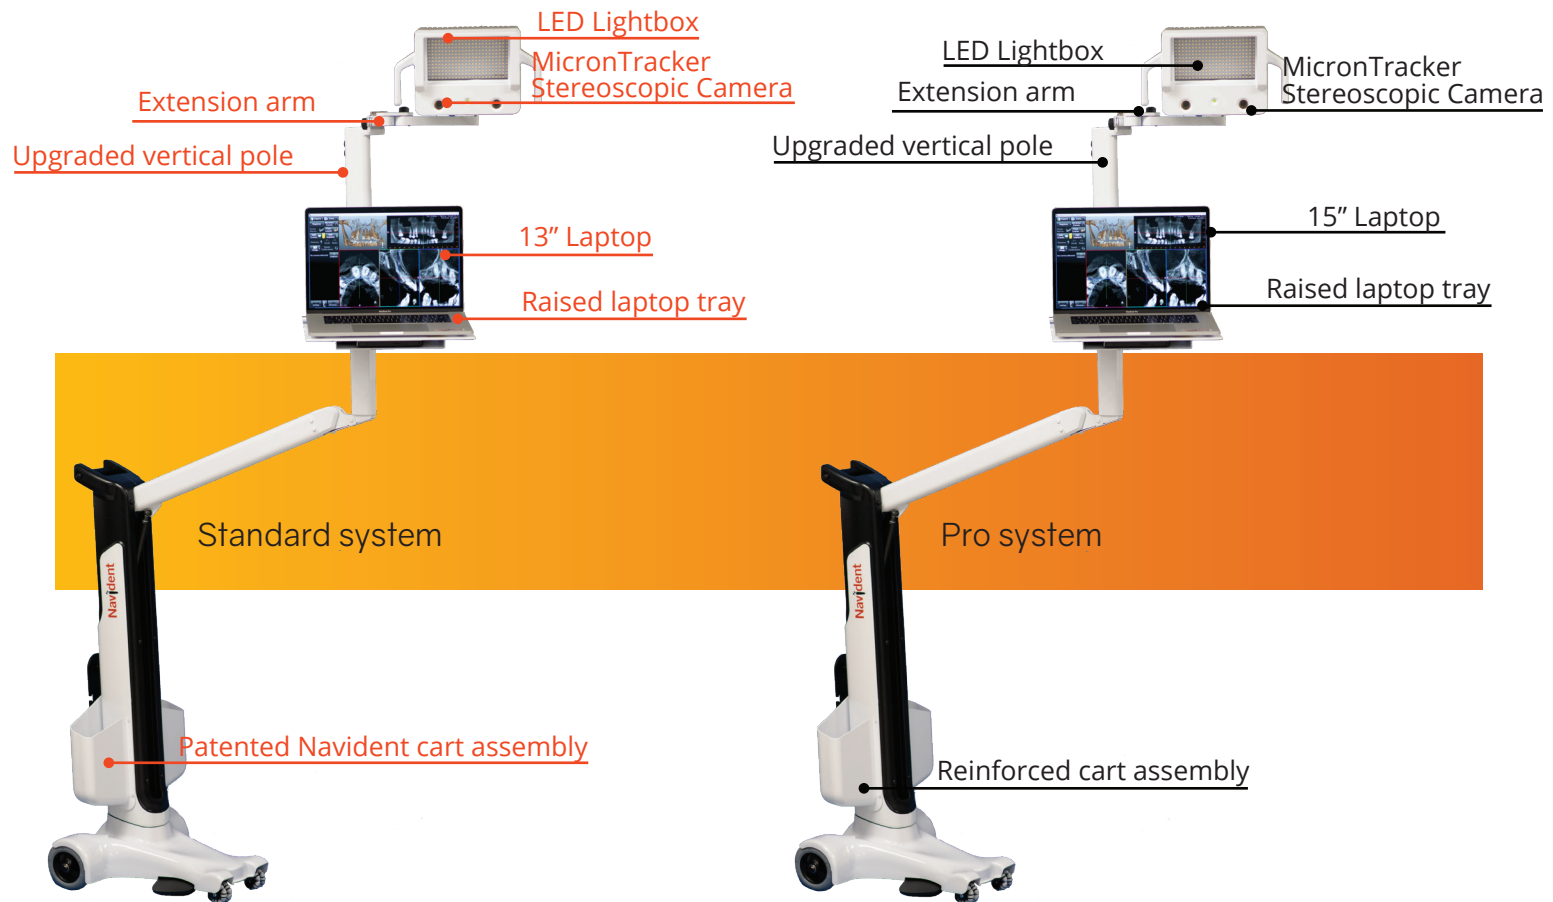 LED Lightbox
MicronTracker
Stereoscopic Camera
Extension arm
Upgraded vertical pole
13” Laptop
Raised laptop tray
Standard system
Navident
Patented Navident cart assembly
LED Lightbox
MicronTracker
Stereoscopic Camera
Extension arm
Upgraded vertical pole
15” Laptop
Raised laptop tray
Pro system
Navident
Reinforced cart assembly